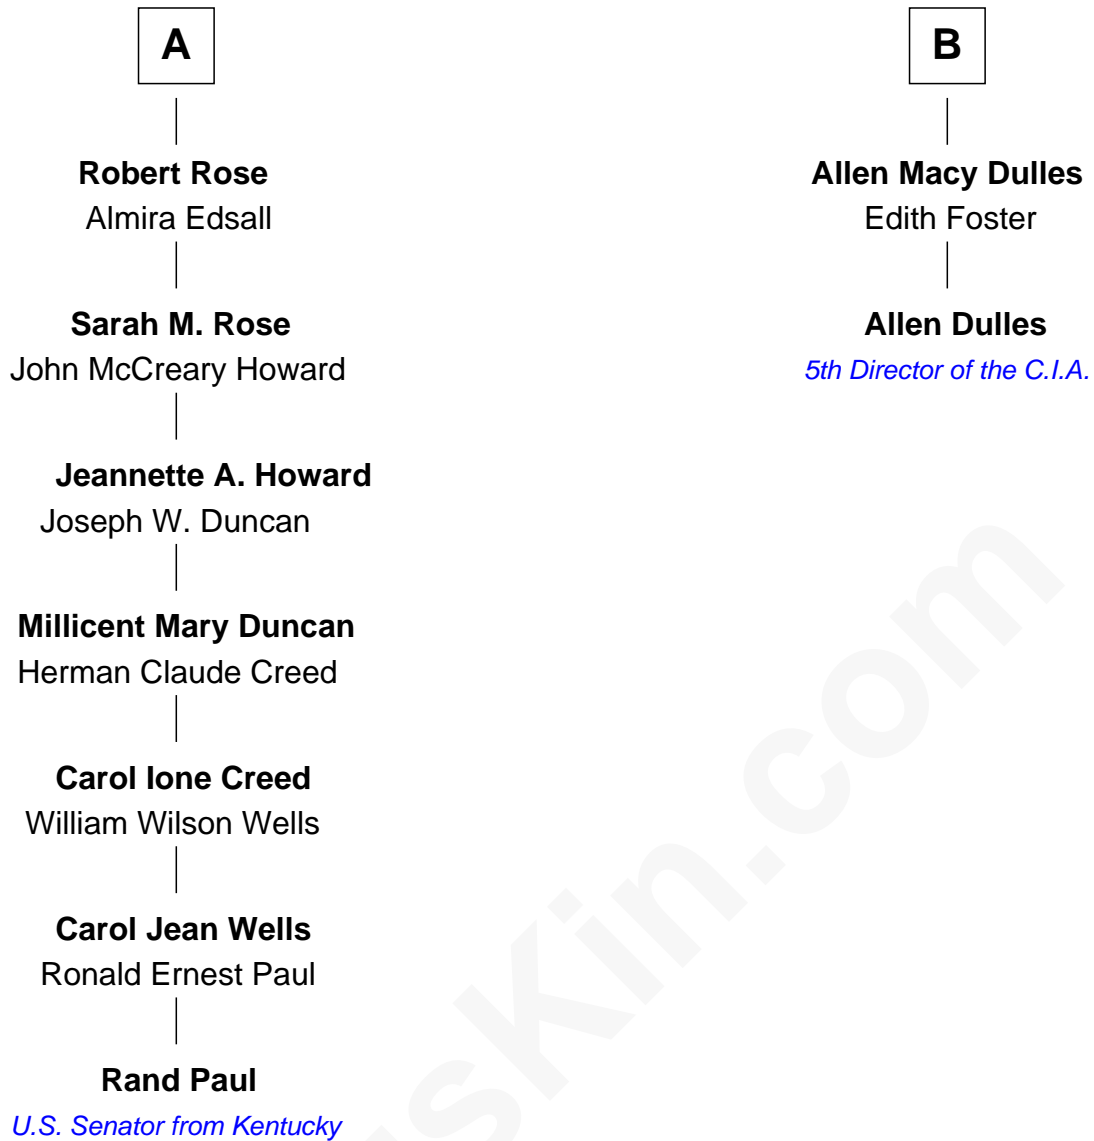 A
Robert Rose
Almira Edsall
Sarah M. Rose
John McCreary Howard
Jeannette A. Howard
Joseph W. Duncan
Millicent Mary Duncan
Herman Claude Creed
Carol Ione Creed
William Wilson Wells
Carol Jean Wells
Ronald Ernest Paul
Rand Paul
U.S. Senator from Kentucky
B
Allen Macy Dulles
Edith Foster
Allen Dulles
5th Director of the C.I.A.
sKin.com